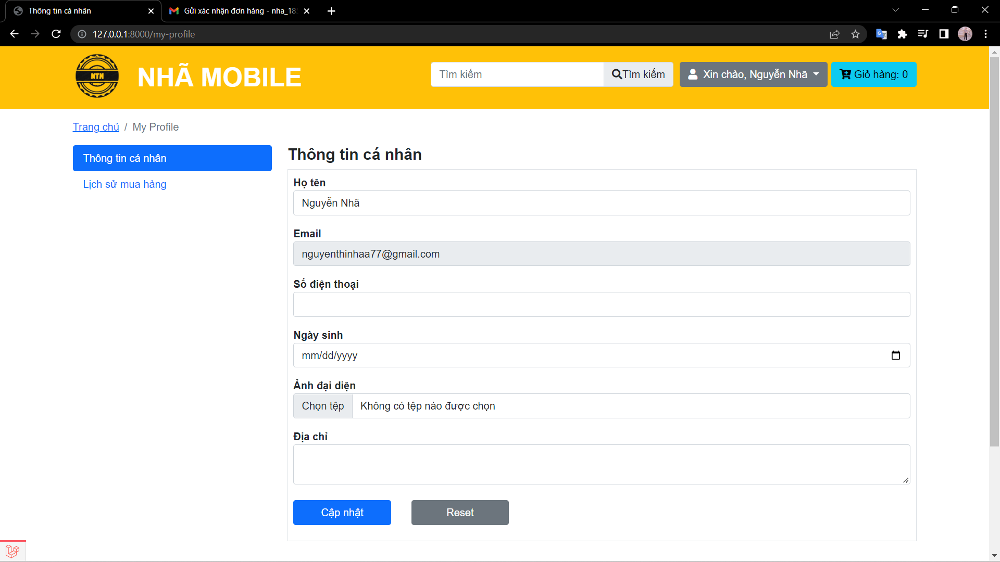 Thông tin cá nhân
Gửi xác nhận đơn hàng - nha_18
127.0.0.1:8000/my-profile
NTN
NHÃ MOBILE
Tìm kiếm
Tìm kiếm
Xin chào, Nguyễn Nhã
Giỏ hàng: 0
Trang chủ / My Profile
Thông tin cá nhân
Lịch sử mua hàng
Thông tin cá nhân
Họ tên
Nguyễn Nhã
Email
nguyenthinhaa77@gmail.com
Số điện thoại
Ngày sinh
mm/dd/yyyy
Ảnh đại diện
Chọn tệp Không có tệp nào được chọn
Địa chỉ
Cập nhật
Reset